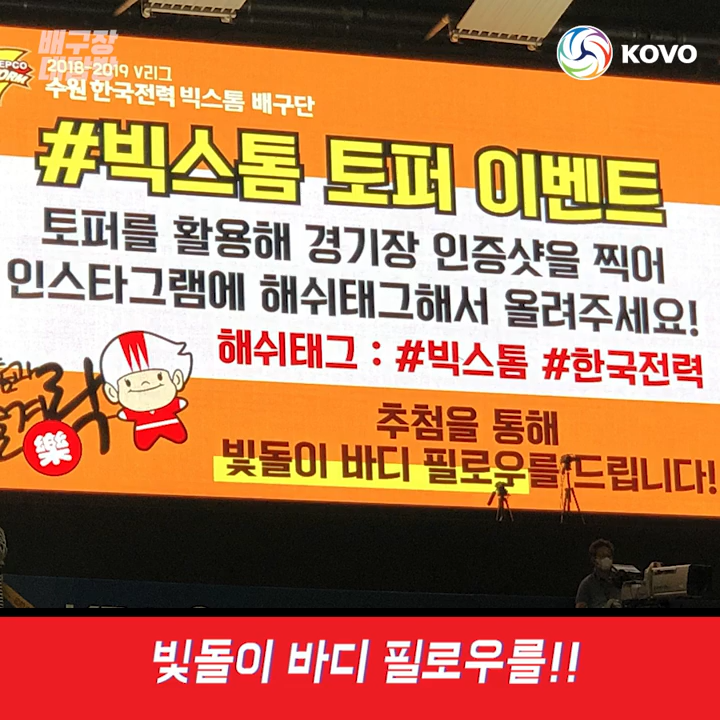 배구장
KOVO
EPCO
2018-2019 V리그
수원 한국전력 빅스톰 배구단
#빅스톰 토퍼 이벤트
토퍼를 활용해 경기장 인증샷을 찍어
인스타그램에 해쉬태그해서 올려주세요!
해쉬태그 : #빅스톰 #한국전력
樂
추첨을 통해
빛돌이 바디 필로우를 드립니다!
빛돌이 바디 필로우를!!